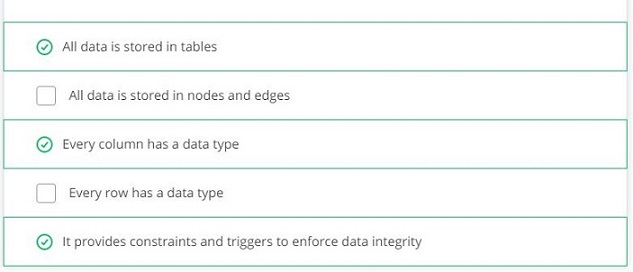 All data is stored in tables
All data is stored in nodes and edges
Every column has a data type
Every row has a data type
It provides constraints and triggers to enforce data integrity